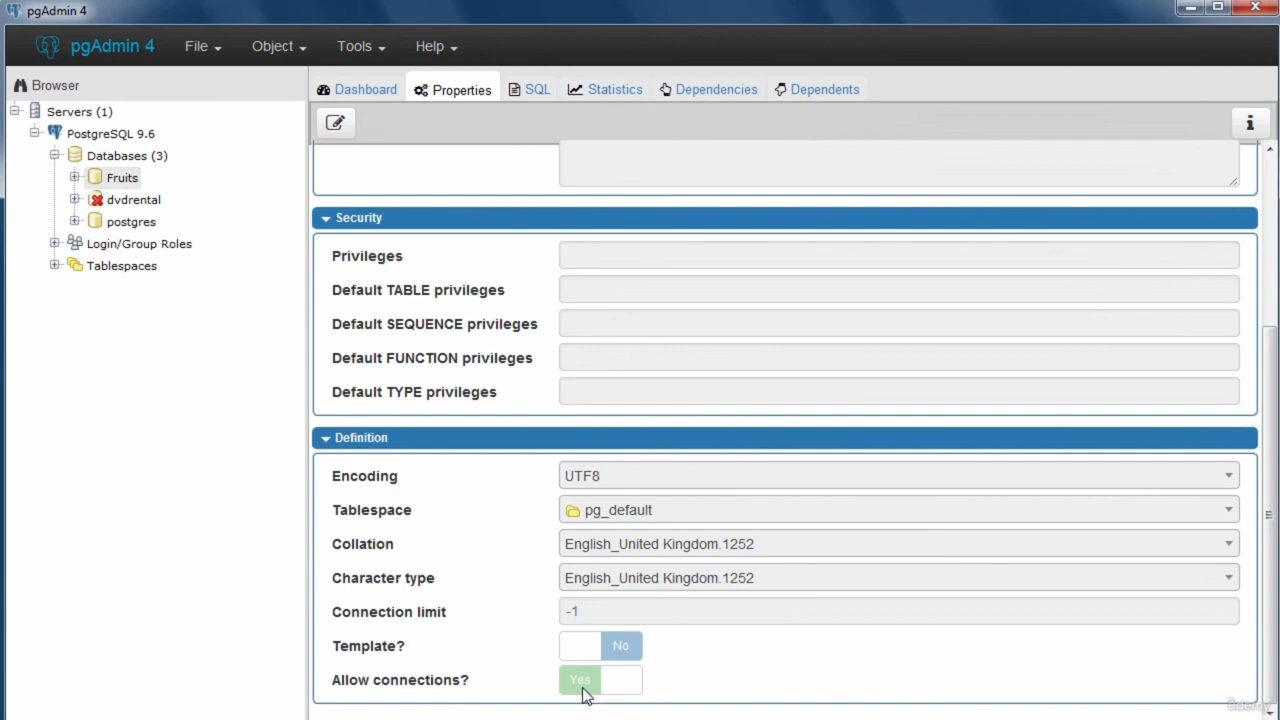 pgAdmin 4
pgAdmin 4 File Object Tools Help
Browser
Dashboard Properties SQL Statistics Dependencies Dependents
Servers (1)
PostgreSQL 9.6
Databases (3)
Fruits
dvdrental
postgres
Login/Group Roles
Tablespaces
Security
Privileges
Default TABLE privileges
Default SEQUENCE privileges
Default FUNCTION privileges
Default TYPE privileges
Definition
Encoding UTF8
Tablespace pg_default
Collation English_United Kingdom.1252
Character type English_United Kingdom.1252
Connection limit -1
Template? No
Allow connections? Yes
Udemy